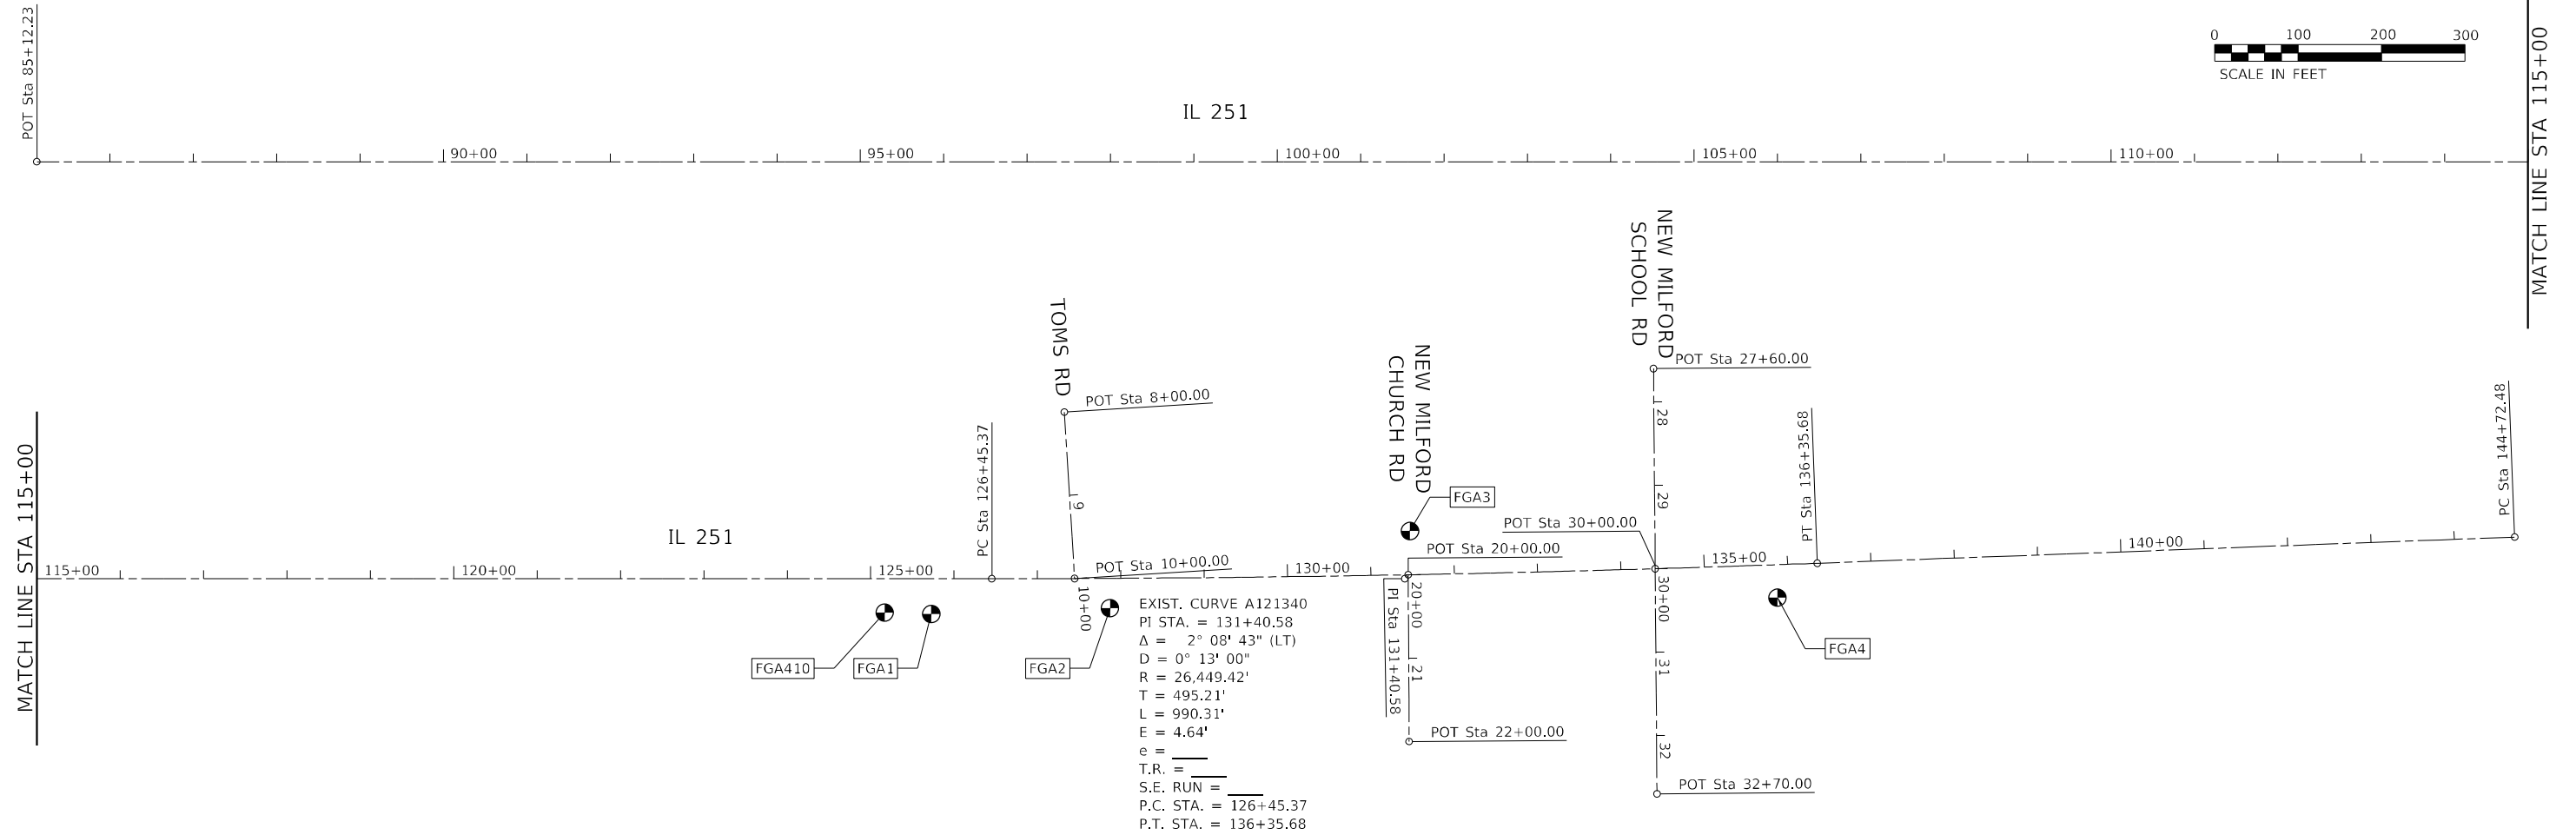 POT Sta 85+12.23
IL 251
0 100 200 300
SCALE IN FEET
90+00 95+00 100+00 105+00 110+00
MATCH LINE STA 115+00
MATCH LINE STA 115+00
IL 251
115+00 120+00 125+00 130+00 135+00 140+00
PC Sta 126+45.37
TOMS RD
POT Sta 8+00.00
9
POT Sta 10+00.00
10+00
NEW MILFORD
CHURCH RD
FGA3
POT Sta 20+00.00
20+00
21
PI Sta 131+40.58
POT Sta 22+00.00
NEW MILFORD
SCHOOL RD
POT Sta 27+60.00
28
29
POT Sta 30+00.00
30+00
31
32
POT Sta 32+70.00
PT Sta 136+35.68
PC Sta 144+72.48
FGA410
FGA1
FGA2
FGA4
EXIST. CURVE A121340
PI STA. = 131+40.58
Δ = 2° 08' 43" (LT)
D = 0° 13' 00"
R = 26,449.42'
T = 495.21'
L = 990.31'
E = 4.64'
e = ____
T.R. = ____
S.E. RUN = ____
P.C. STA. = 126+45.37
P.T. STA. = 136+35.68